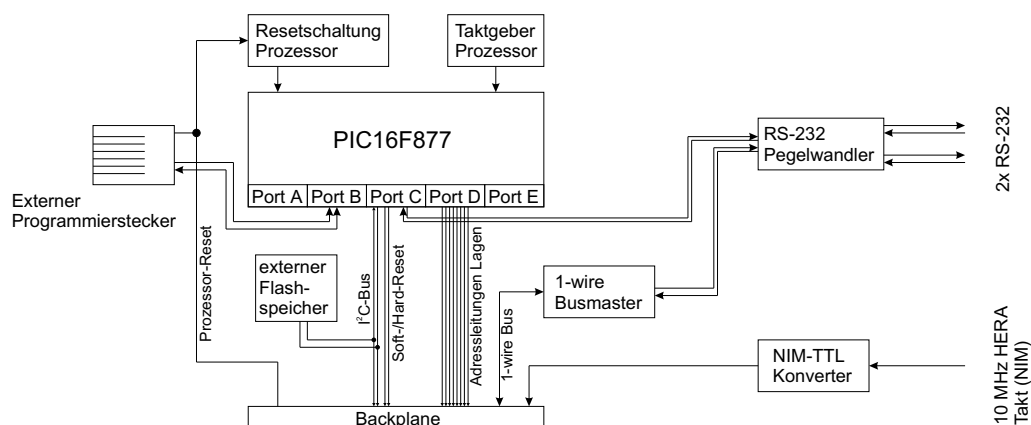 Resetschaltung
Prozessor
Taktgeber
Prozessor
PIC16F877
Port A
Port B
Port C
Port D
Port E
Externer
Programmierstecker
RS-232
Pegelwandler
2x RS-232
Prozessor-Reset
externer
Flash-
speicher
I²C-Bus
Soft-/Hard-Reset
Adressleitungen Lagen
1-wire Bus
1-wire
Busmaster
NIM-TTL
Konverter
10 MHz HERA
Takt (NIM)
Backplane